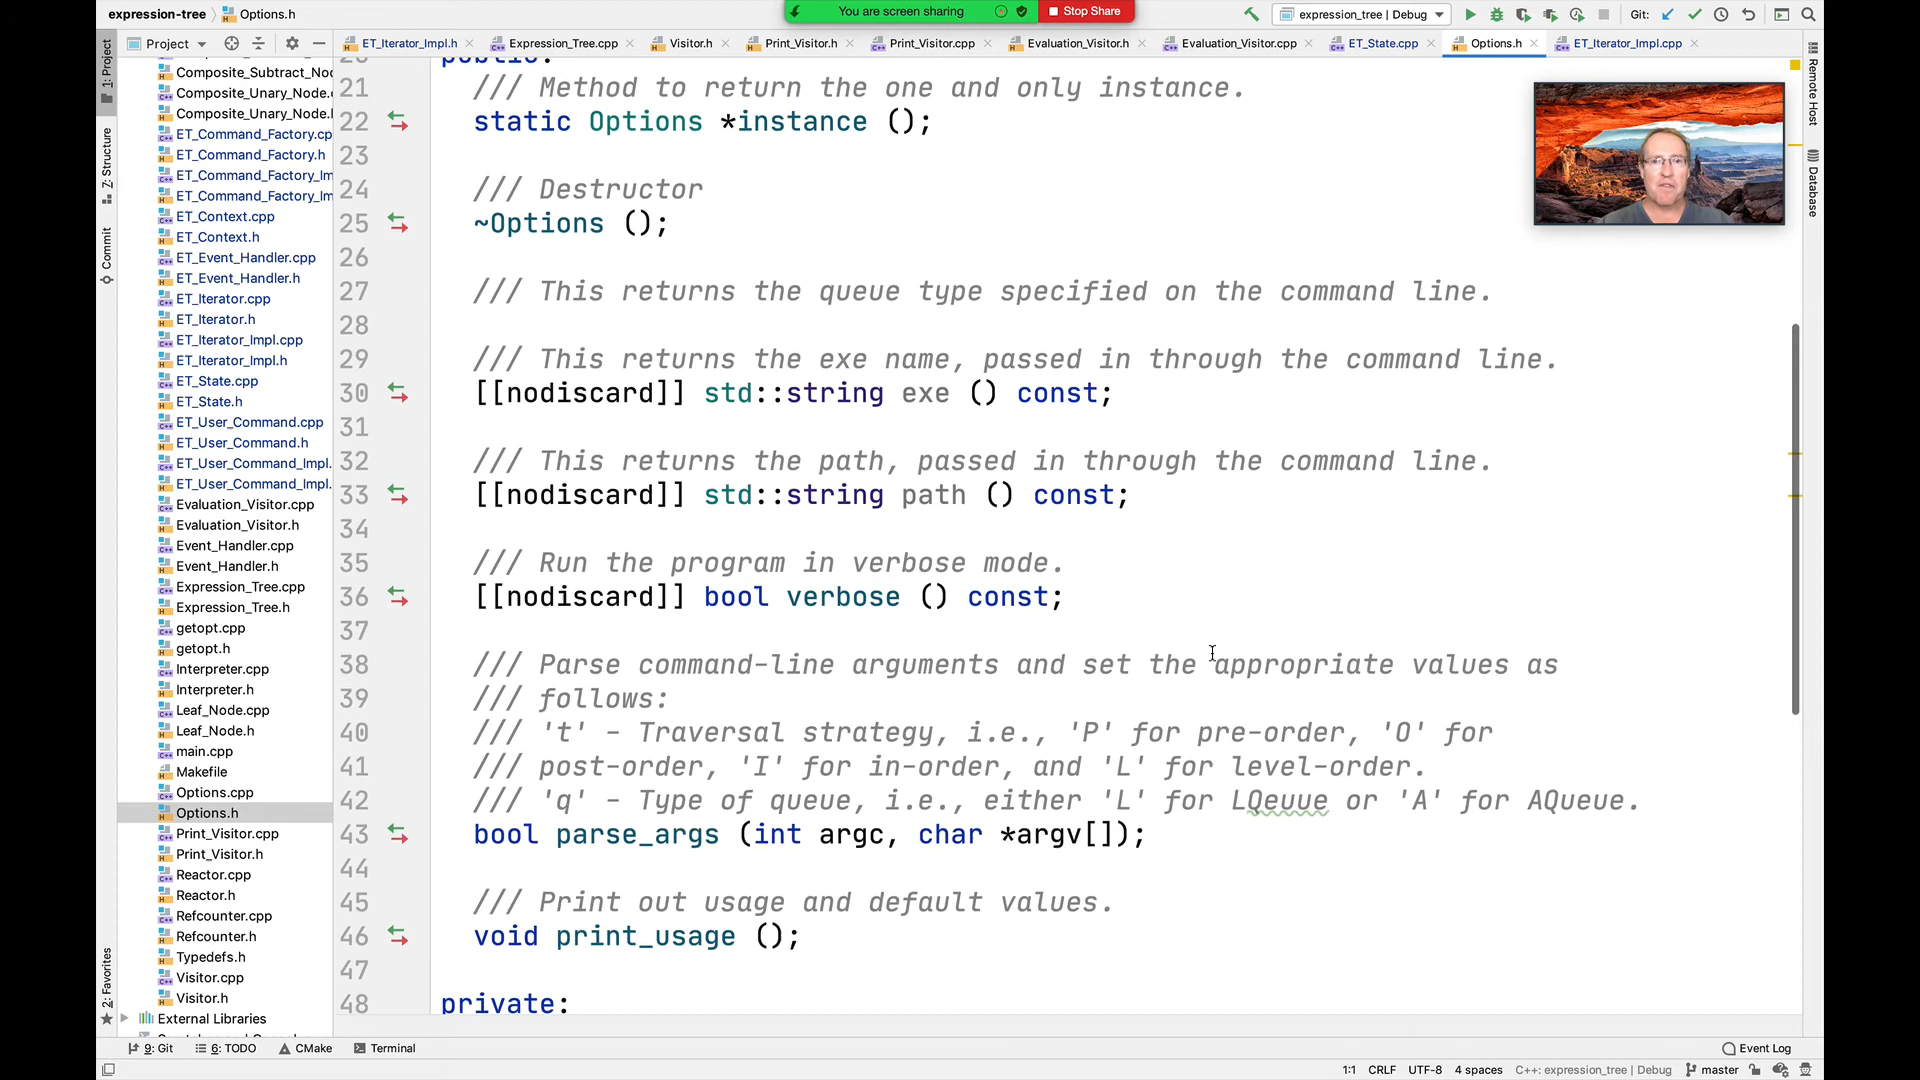 expression-tree
Options.h
You are screen sharing
Stop Share
expression_tree | Debug
Git:
Project
ET_Iterator_Impl.h
Expression_Tree.cpp
Visitor.h
Print_Visitor.h
Print_Visitor.cpp
Evaluation_Visitor.h
Evaluation_Visitor.cpp
ET_State.cpp
Options.h
ET_Iterator_Impl.cpp
1: Project
Z: Structure
Commit
2: Favorites
Remote Host
Database
Composite_Subtract_Noc
Composite_Unary_Node.c
Composite_Unary_Node.
ET_Command_Factory.cp
ET_Command_Factory.h
ET_Command_Factory_Im
ET_Command_Factory_Im
ET_Context.cpp
ET_Context.h
ET_Event_Handler.cpp
ET_Event_Handler.h
ET_Iterator.cpp
ET_Iterator.h
ET_Iterator_Impl.cpp
ET_Iterator_Impl.h
ET_State.cpp
ET_State.h
ET_User_Command.cpp
ET_User_Command.h
ET_User_Command_Impl.
ET_User_Command_Impl.
Evaluation_Visitor.cpp
Evaluation_Visitor.h
Event_Handler.cpp
Event_Handler.h
Expression_Tree.cpp
Expression_Tree.h
getopt.cpp
getopt.h
Interpreter.cpp
Interpreter.h
Leaf_Node.cpp
Leaf_Node.h
main.cpp
Makefile
Options.cpp
Options.h
Print_Visitor.cpp
Print_Visitor.h
Reactor.cpp
Reactor.h
Refcounter.cpp
Refcounter.h
Typedefs.h
Visitor.cpp
Visitor.h
External Libraries
20 public:
21 /// Method to return the one and only instance.
22 static Options *instance ();
23
24 /// Destructor
25 ~Options ();
26
27 /// This returns the queue type specified on the command line.
28
29 /// This returns the exe name, passed in through the command line.
30 [[nodiscard]] std::string exe () const;
31
32 /// This returns the path, passed in through the command line.
33 [[nodiscard]] std::string path () const;
34
35 /// Run the program in verbose mode.
36 [[nodiscard]] bool verbose () const;
37
38 /// Parse command-line arguments and set the appropriate values as
39 /// follows:
40 /// 't' - Traversal strategy, i.e., 'P' for pre-order, 'O' for
41 /// post-order, 'I' for in-order, and 'L' for level-order.
42 /// 'q' - Type of queue, i.e., either 'L' for LQeuue or 'A' for AQueue.
43 bool parse_args (int argc, char *argv[]);
44
45 /// Print out usage and default values.
46 void print_usage ();
47
48 private:
9: Git
6: TODO
CMake
Terminal
Event Log
1:1 CRLF UTF-8 4 spaces C++: expression_tree | Debug master